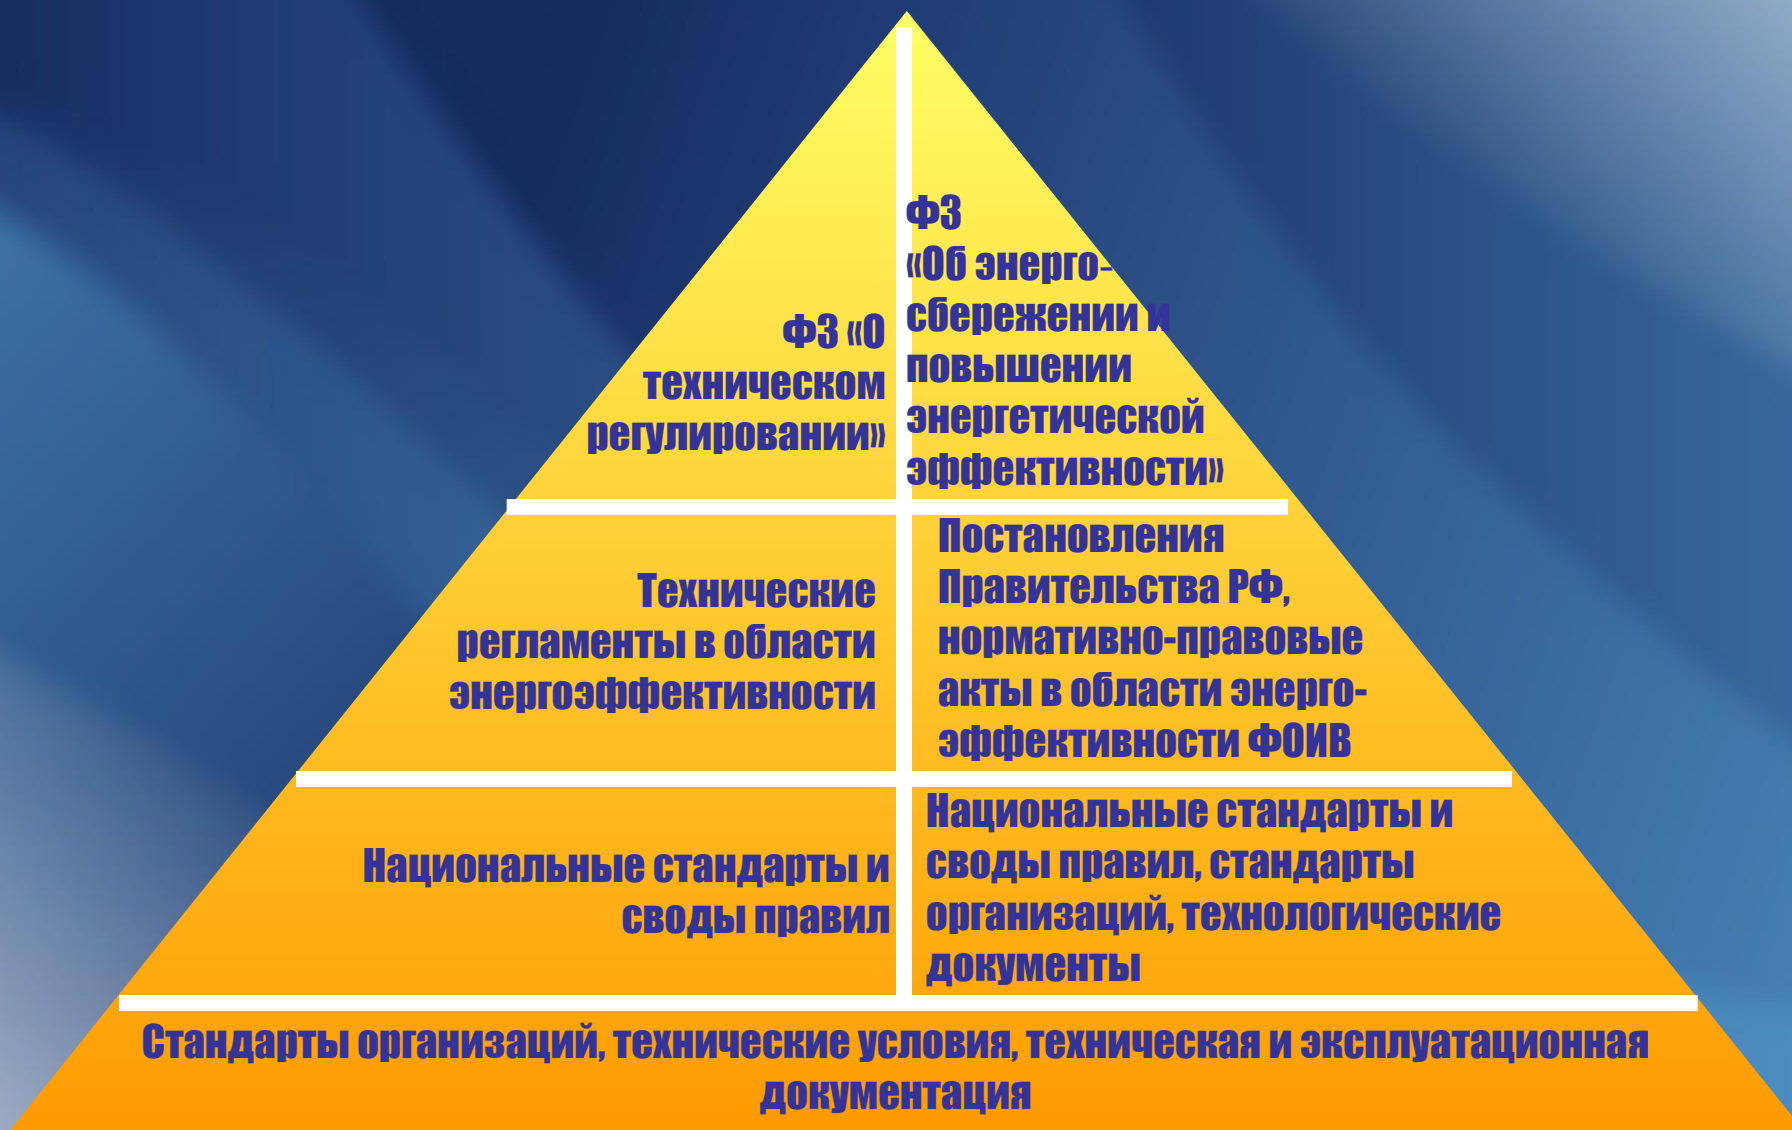 ФЗ «О
техническом
регулировании»
ФЗ
«Об энерго-
сбережении и
повышении
энергетической
эффективности»
Технические
регламенты в области
энергоэффективности
Постановления
Правительства РФ,
нормативно-правовые
акты в области энерго-
эффективности ФОИВ
Национальные стандарты и
своды правил
Национальные стандарты и
своды правил, стандарты
организаций, технологические
документы
Стандарты организаций, технические условия, техническая и эксплуатационная
документация